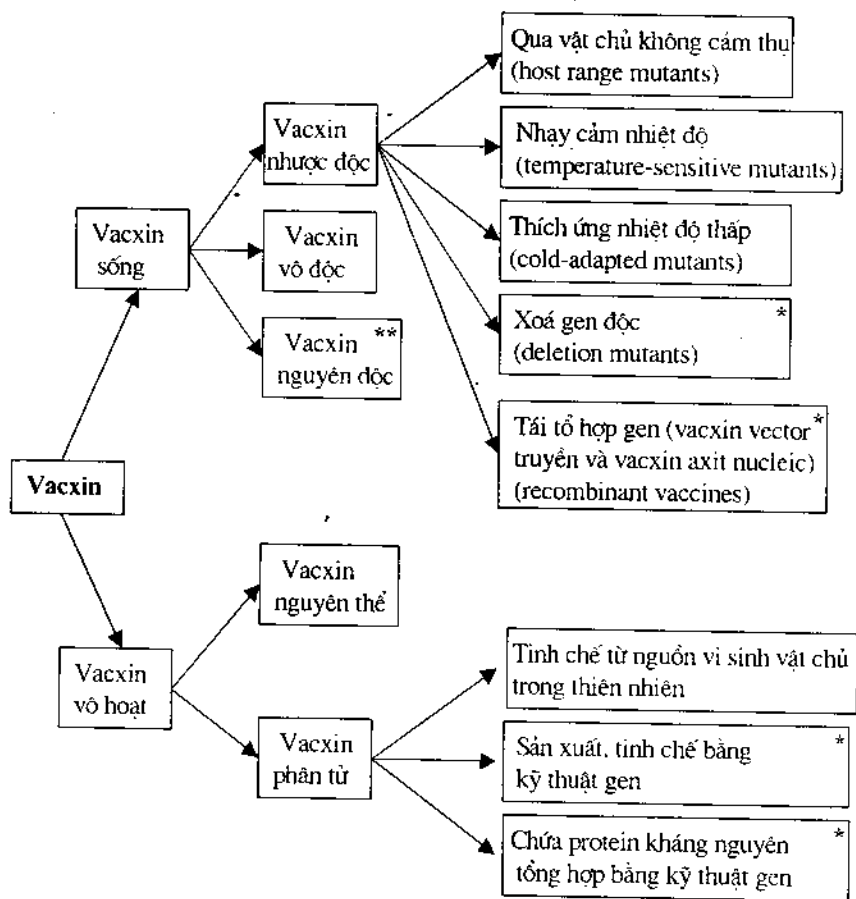 Qua vật chủ không cảm thụ
(host range mutants)
Vacxin
nhược độc
Nhạy cảm nhiệt độ
(temperature-sensitive mutants)
Vacxin
sống
Vacxin
vô độc
Thích ứng nhiệt độ thấp
(cold-adapted mutants)
Vacxin **
nguyên độc
Xoá gen độc *
(deletion mutants)
Tái tổ hợp gen (vacxin vector *
truyền và vacxin axit nucleic)
(recombinant vaccines)
Vacxin
Vacxin
nguyên thể
Vacxin
vô hoạt
Tinh chế từ nguồn vi sinh vật chủ
trong thiên nhiên
Vacxin
phân tử
Sản xuất, tinh chế bằng *
kỹ thuật gen
Chứa protein kháng nguyên *
tổng hợp bằng kỹ thuật gen